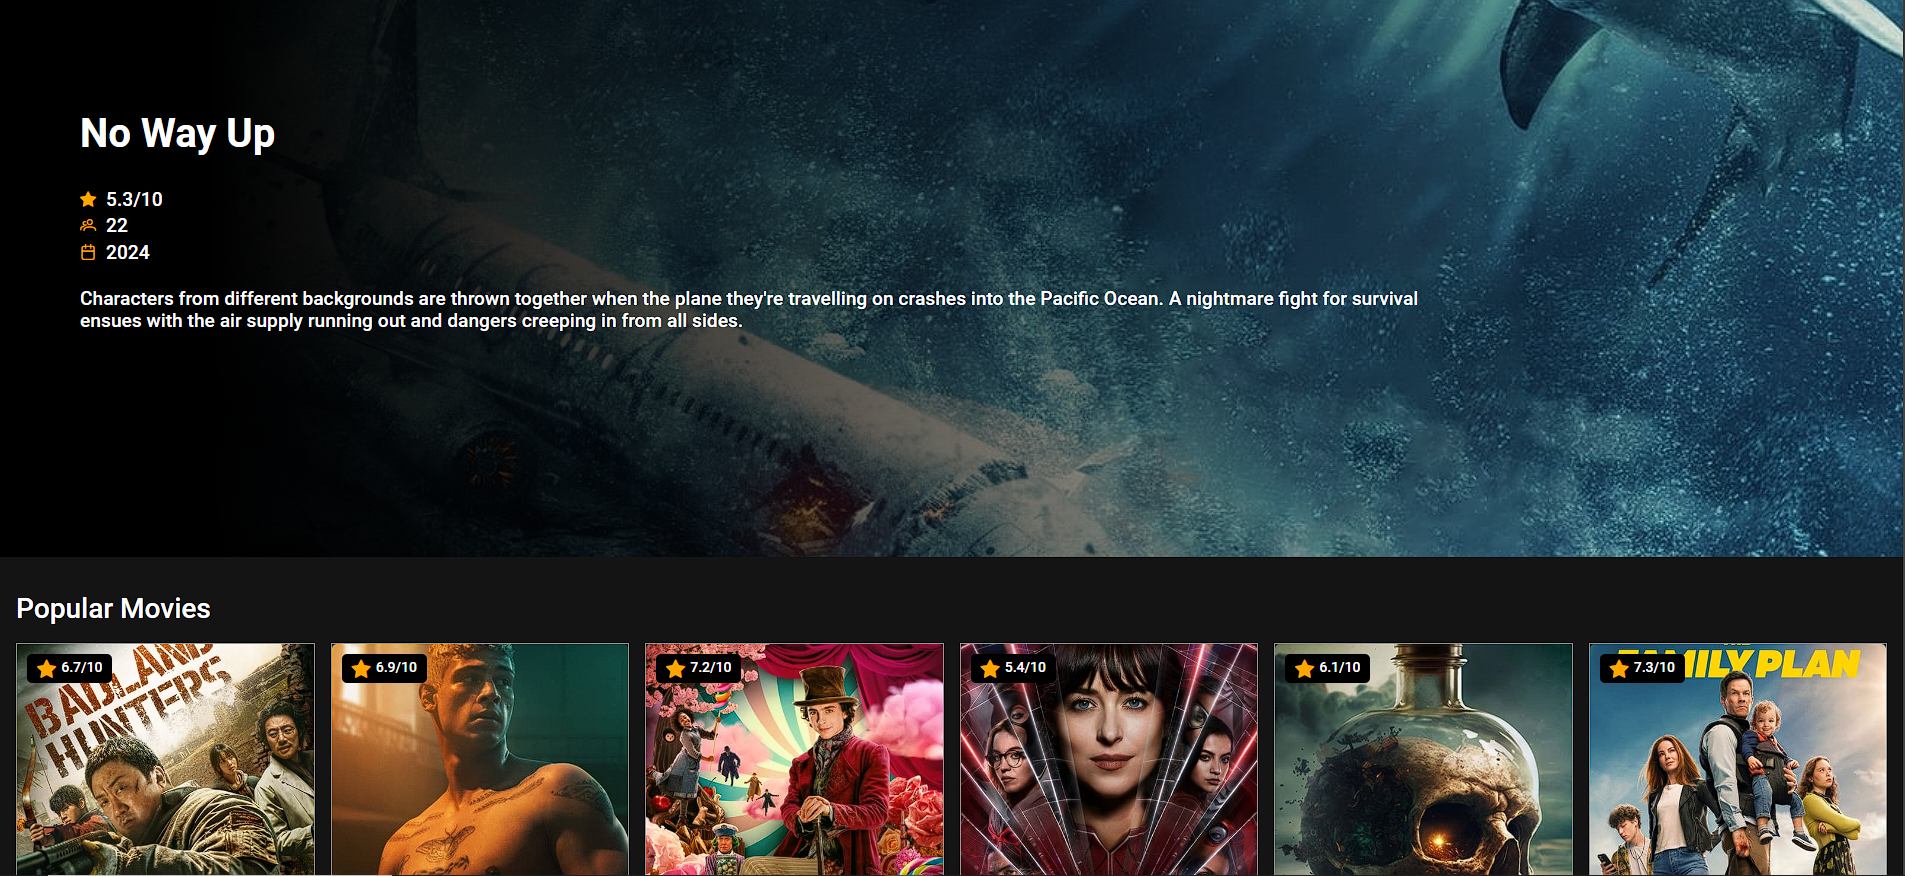 No Way Up
5.3/10
22
2024
Characters from different backgrounds are thrown together when the plane they're travelling on crashes into the Pacific Ocean. A nightmare fight for survival
ensues with the air supply running out and dangers creeping in from all sides.
Popular Movies
6.7/10
6.9/10
7.2/10
5.4/10
6.1/10
7.3/10
BADLAND
HUNTERS
FAMILY PLAN